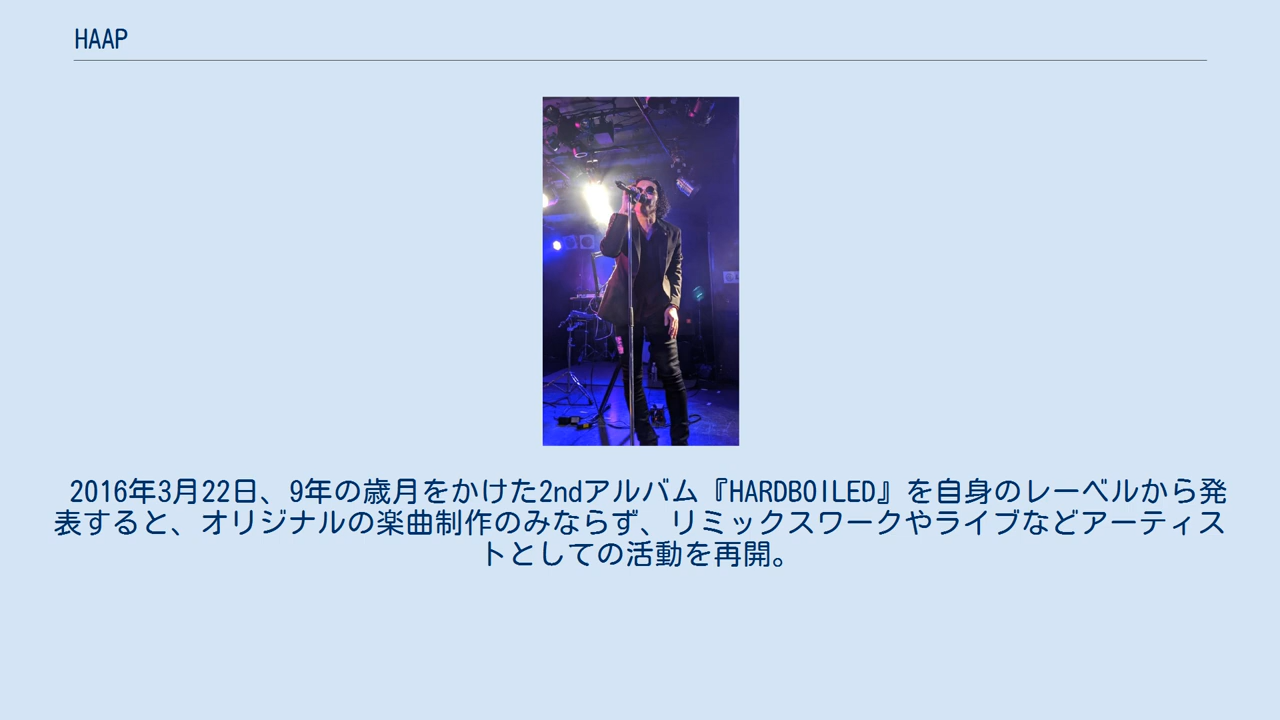 HAAP
2016年3月22日、9年の歳月をかけた2ndアルバム『HARDBOILED』を自身のレーベルから発
表すると、オリジナルの楽曲制作のみならず、リミックスワークやライブなどアーティス
トとしての活動を再開。